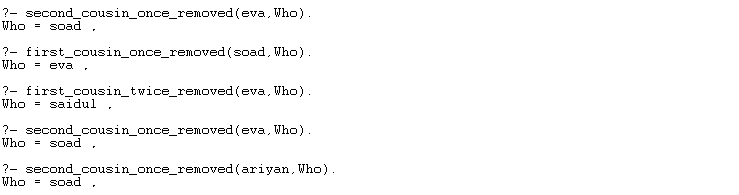 ?- second_cousin_once_removed(eva,Who).
Who = soad ,
?- first_cousin_once_removed(soad,Who).
Who = eva ,
?- first_cousin_twice_removed(eva,Who).
Who = saidul ,
?- second_cousin_once_removed(eva,Who).
Who = soad ,
?- second_cousin_once_removed(ariyan,Who).
Who = soad ,